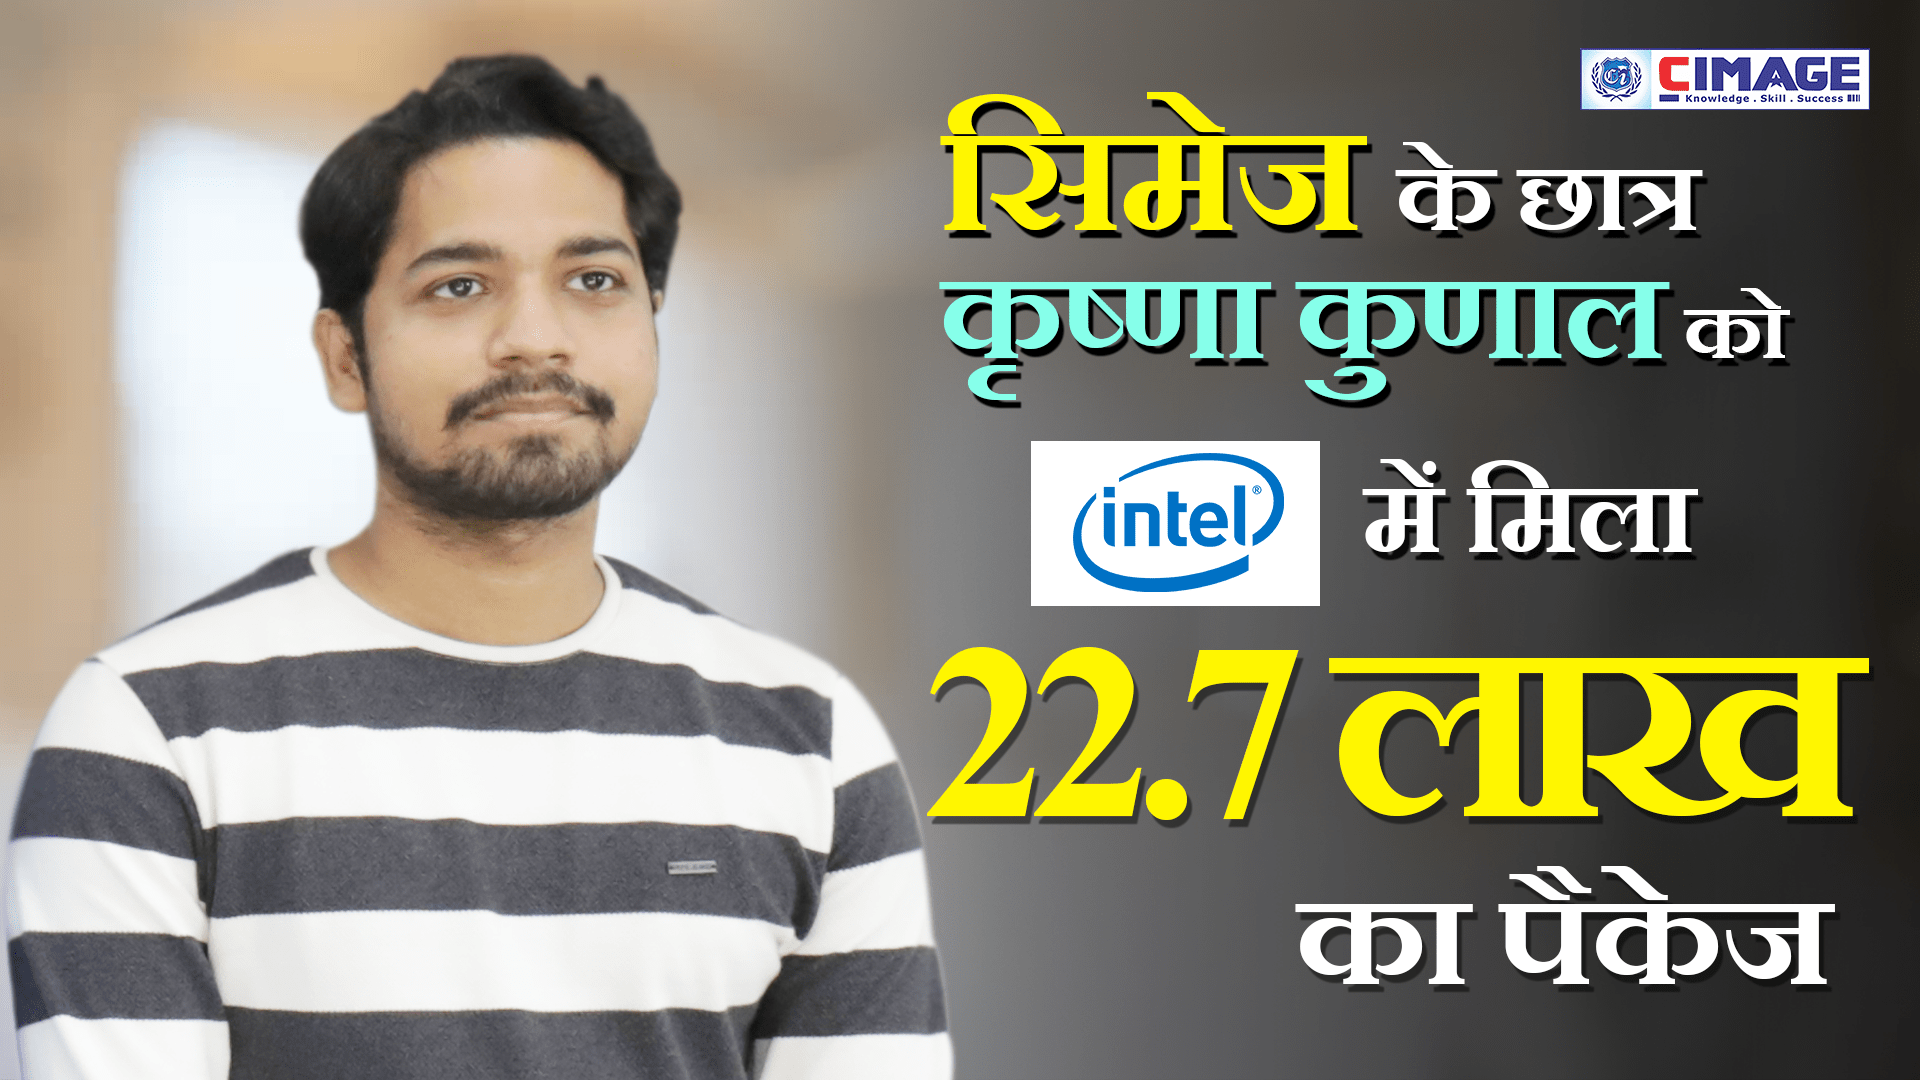 CIMAGE
Knowledge . Skill . Success
सिमेज के छात्र
कृष्णा कुणाल को
intel® में मिला
22.7 लाख
का पैकेज